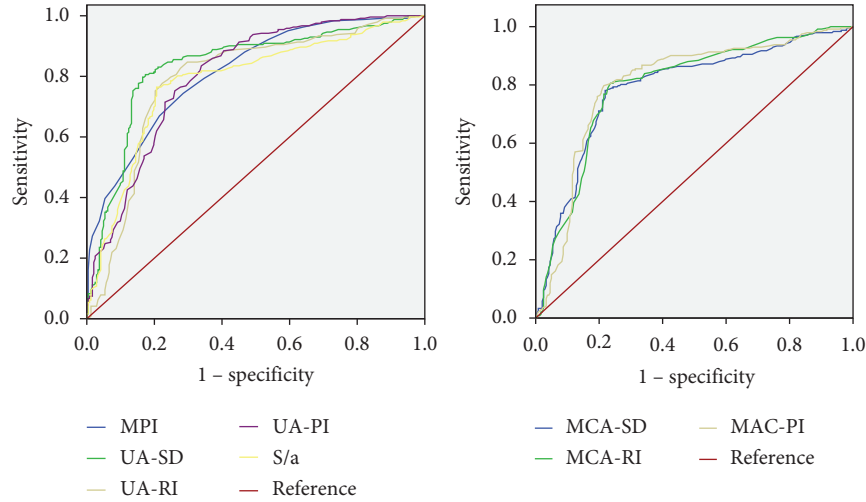 1.0
0.8
0.6
0.4
0.2
0.0
Sensitivity
0.0 0.2 0.4 0.6 0.8 1.0
1 – specificity
MPI
UA-SD
UA-RI
UA-PI
S/a
Reference
1.0
0.8
0.6
0.4
0.2
0.0
Sensitivity
0.0 0.2 0.4 0.6 0.8 1.0
1 – specificity
MCA-SD
MCA-RI
MAC-PI
Reference